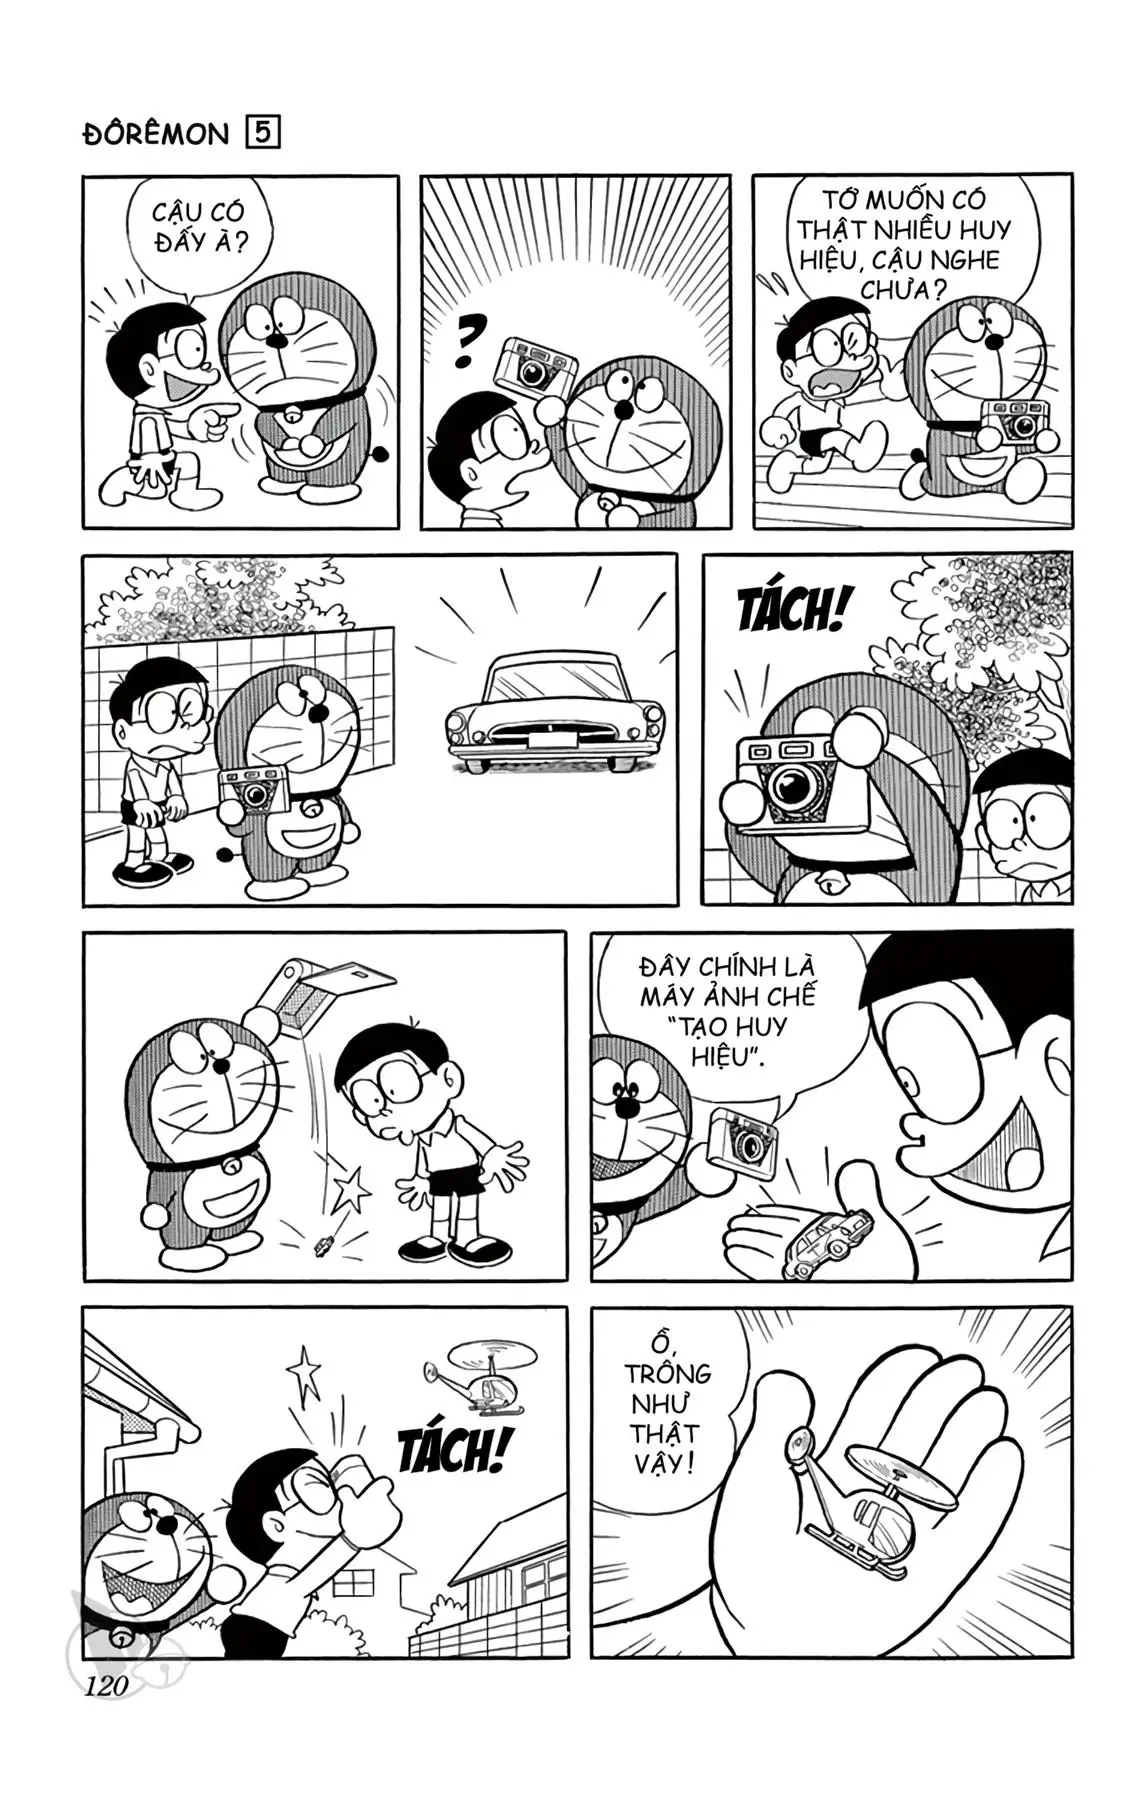 ĐÔRÊMON 5
CẬU CÓ
ĐẤY À?
?
TỚ MUỐN CÓ
THẬT NHIỀU HUY
HIỆU, CẬU NGHE
CHƯA?
TÁCH!
ĐÂY CHÍNH LÀ
MÁY ẢNH CHẾ
"TẠO HUY
HIỆU".
TÁCH!
Ồ,
TRÔNG
NHƯ
THẬT
VẬY!
120